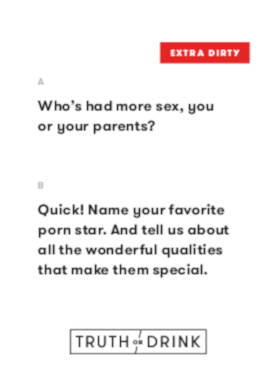 EXTRA DIRTY
A
Who's had more sex, you
or your parents?
B
Quick! Name your favorite
porn star. And tell us about
all the wonderful qualities
that make them special.
TRUTH OR DRINK